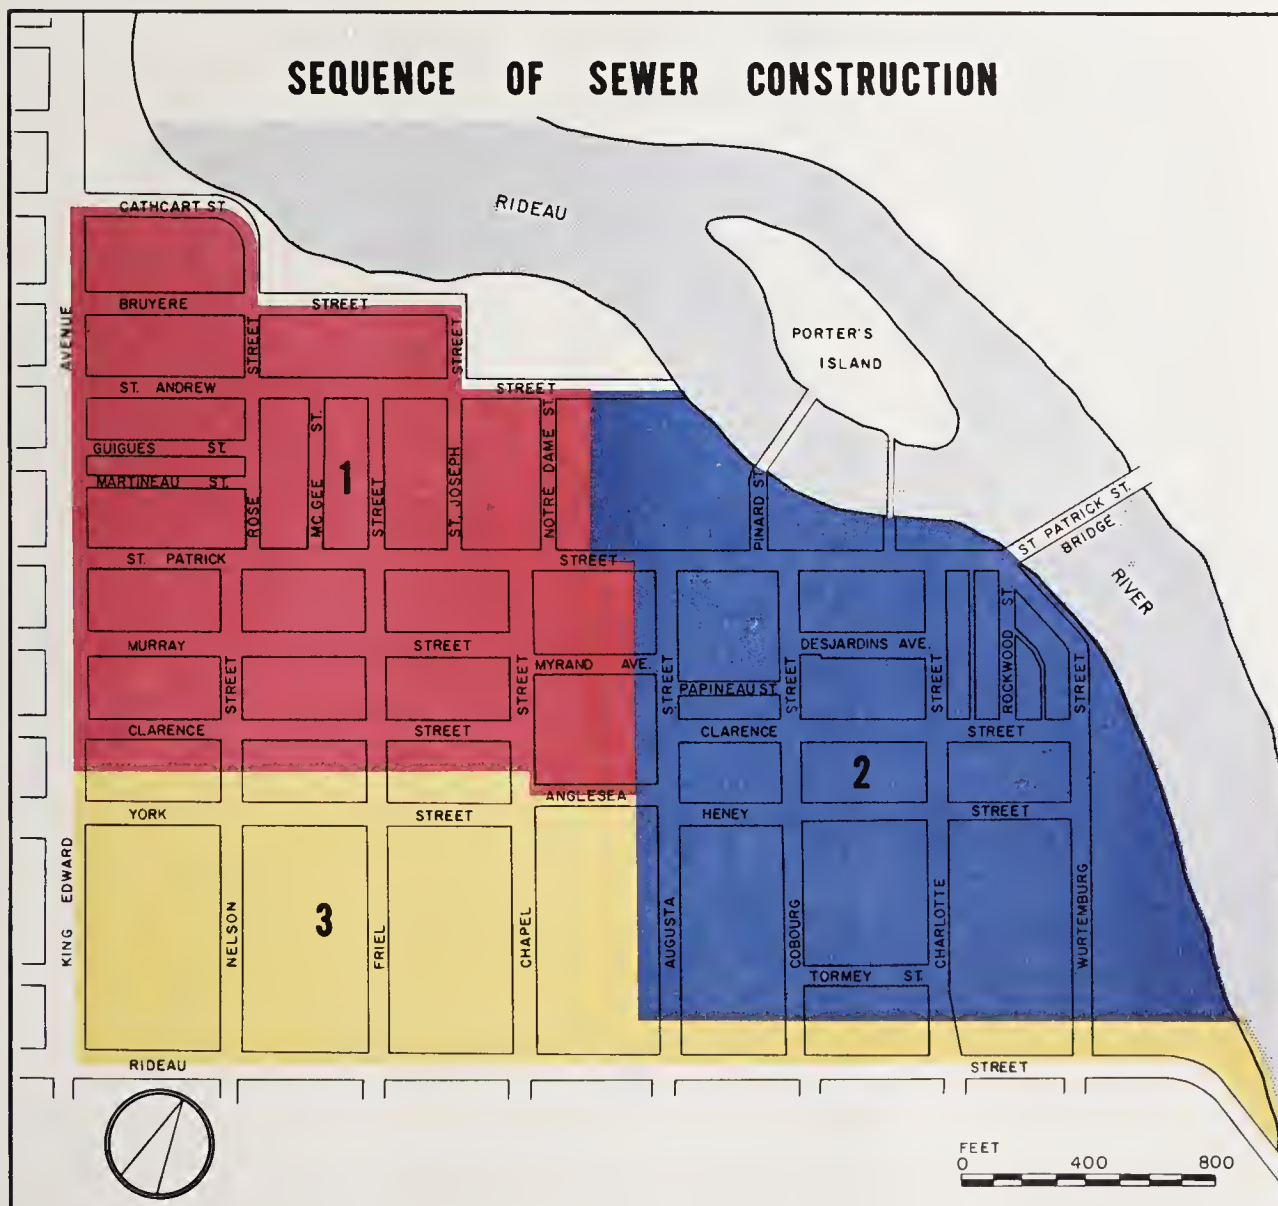 SEQUENCE OF SEWER CONSTRUCTION
RIDEAU
CATHCART ST.
BRUYERE STREET
PORTER'S
ISLAND
AVENUE
STREET
STREET
ST. ANDREW STREET
GUIGUES ST.
MARTINEAU ST.
ROSE
MC GEE ST.
1
STREET
ST. JOSEPH
NOTRE DAME ST.
PINARD ST.
ST. PATRICK ST.
BRIDGE
RIVER
ST. PATRICK STREET
MURRAY STREET
MYRAND AVE.
DESJARDINS AVE.
ROCKWOOD ST.
STREET
STREET
STREET
STREET
STREET
STREET
PAPINEAU ST.
CLARENCE STREET
CLARENCE STREET
2
ANGLESEA
YORK STREET
HENEY STREET
KING EDWARD
NELSON
3
FRIEL
CHAPEL
AUGUSTA
COBOURG
CHARLOTTE
WURTEMBURG
TORMEY ST.
RIDEAU STREET
FEET
0 400 800